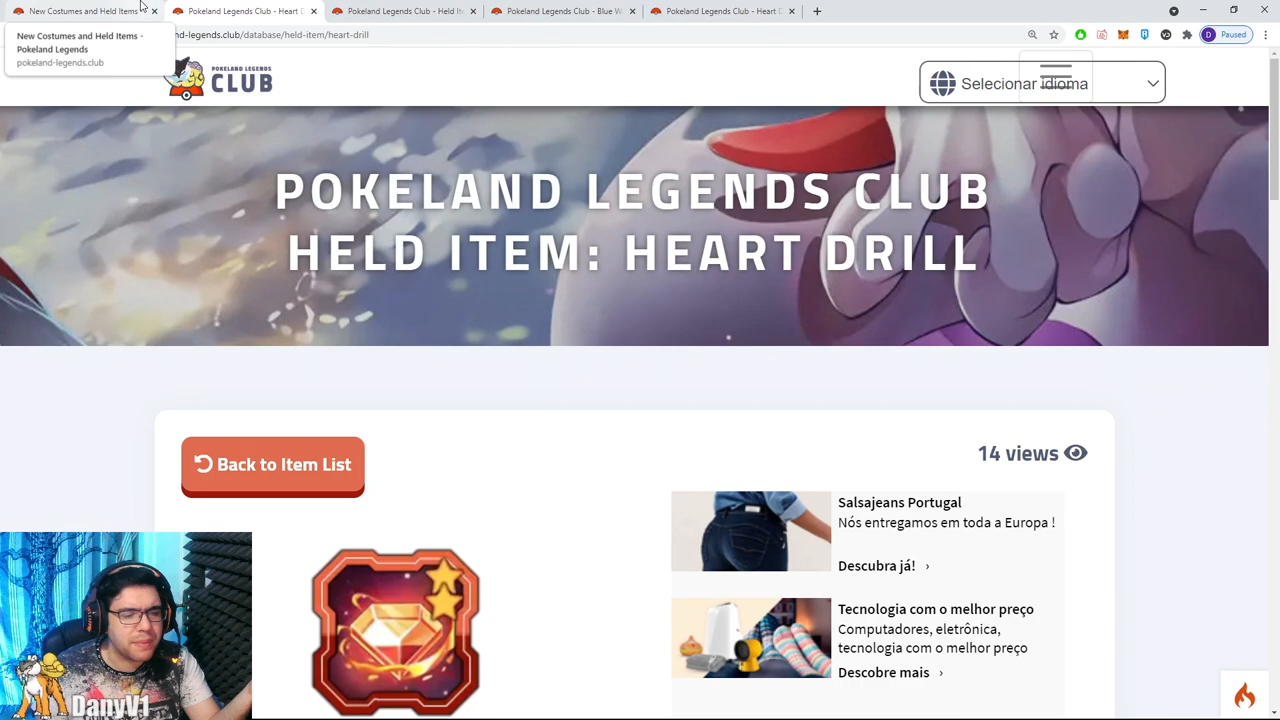 New Costumes and Held Items
Pokeland Legends Club - Heart D
Pokeland Legends Club - Held Ite
Pokeland Legends Club - Blue W
Pokeland Legends Club - Heart D
d-legends.club/database/held-item/heart-drill
D Paused
New Costumes and Held Items -
Pokeland Legends
pokeland-legends.club
POKELAND LEGENDS
CLUB
Selecionar idioma
POKELAND LEGENDS CLUB
HELD ITEM: HEART DRILL
Back to Item List
14 views
Salsajeans Portugal
Nós entregamos em toda a Europa !
Descubra já! ›
Tecnologia com o melhor preço
Computadores, eletrônica,
tecnologia com o melhor preço
Descobre mais ›
DanyV1